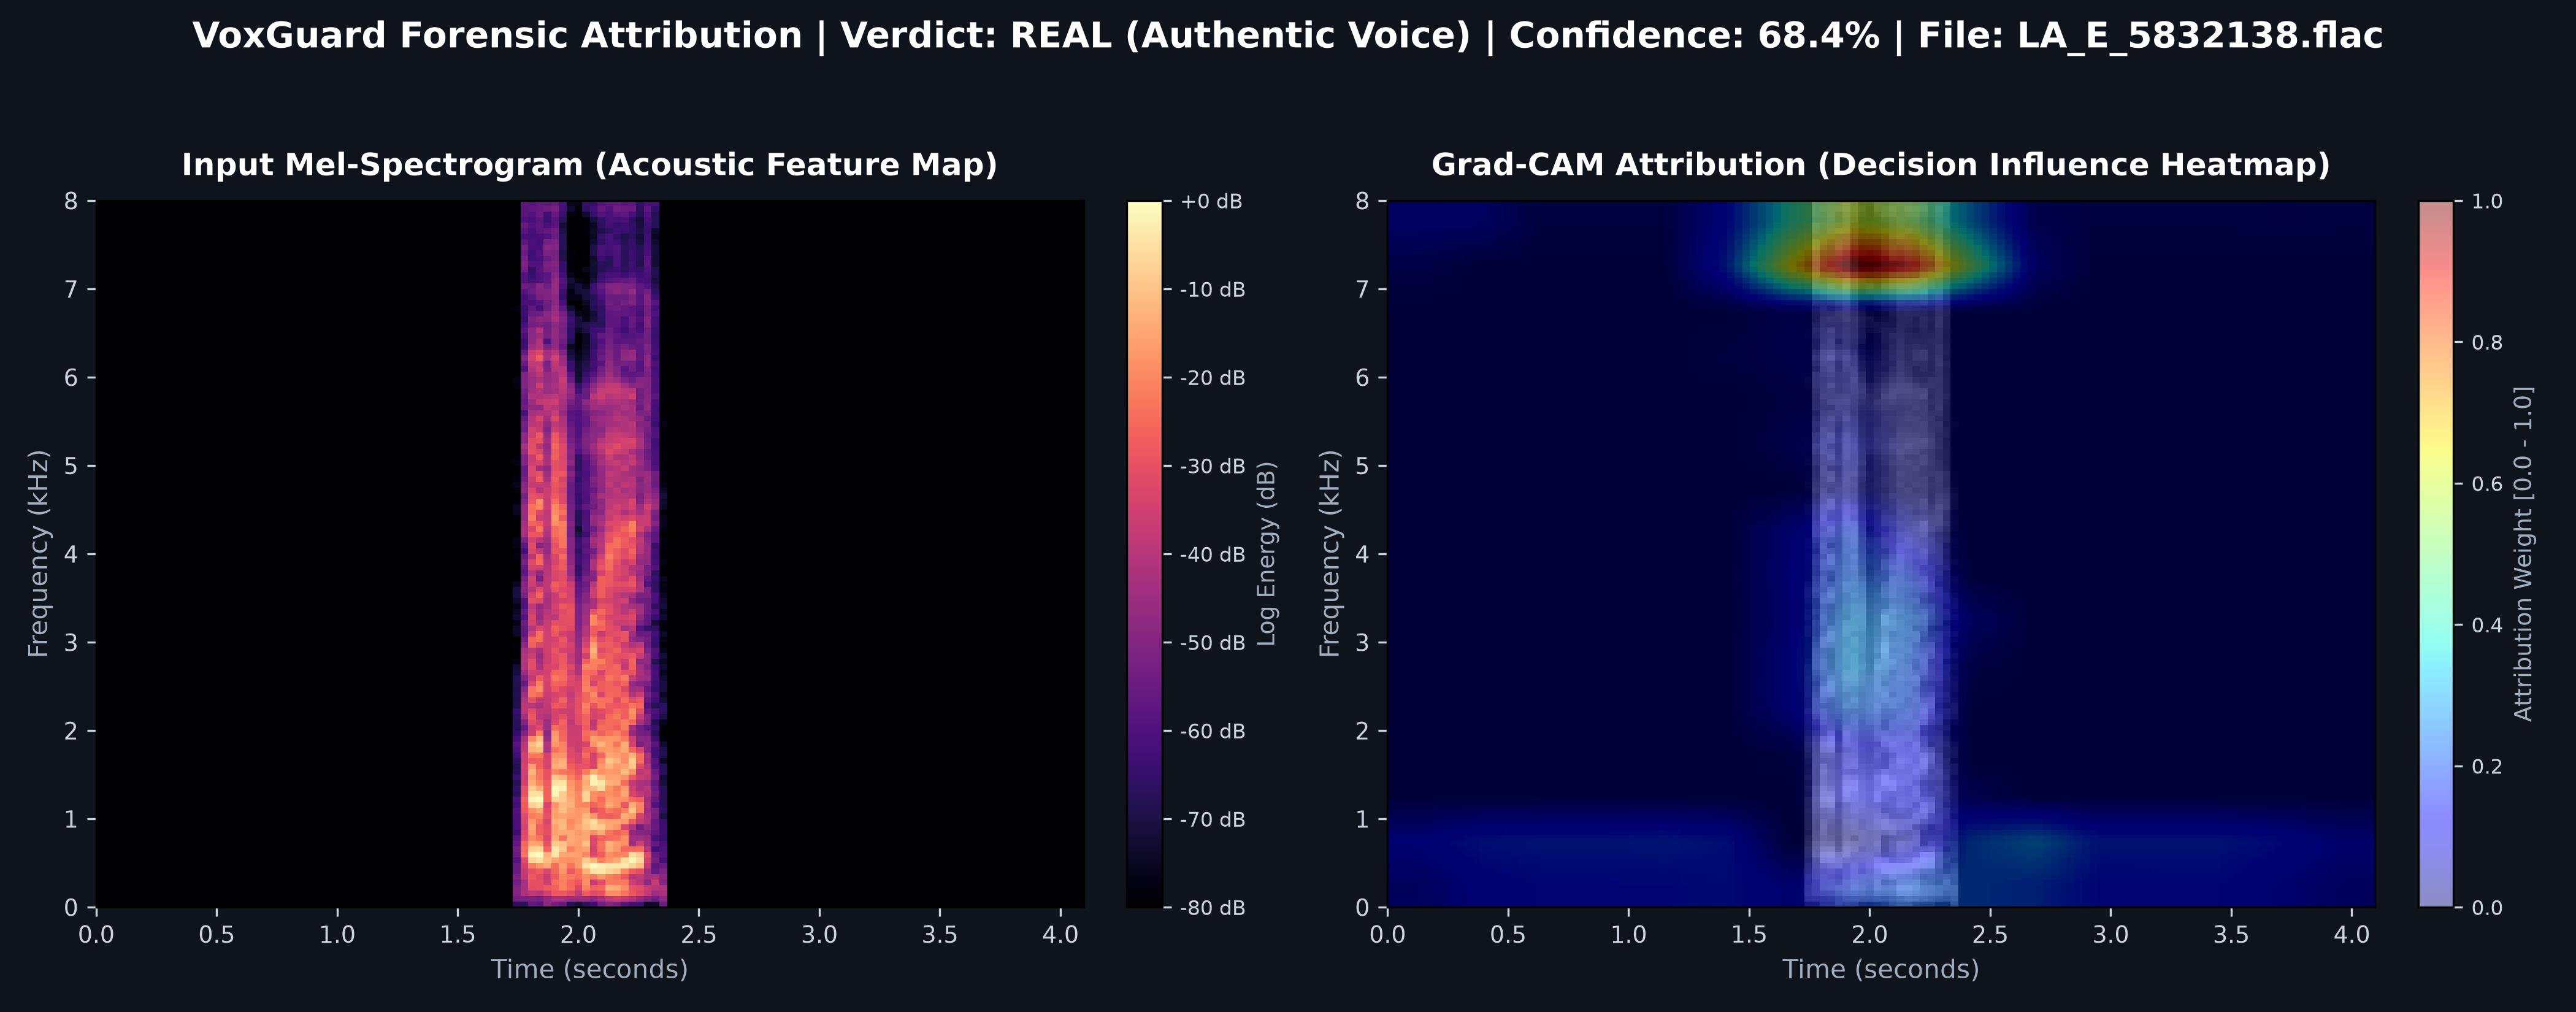 VoxGuard Forensic Attribution | Verdict: REAL (Authentic Voice) | Confidence: 68.4% | File: LA_E_5832138.flac
Input Mel-Spectrogram (Acoustic Feature Map)
8
7
6
5
4
3
2
1
0
Frequency (kHz)
0.0 0.5 1.0 1.5 2.0 2.5 3.0 3.5 4.0
Time (seconds)
+0 dB
-10 dB
-20 dB
-30 dB
-40 dB
-50 dB
-60 dB
-70 dB
-80 dB
Log Energy (dB)
Grad-CAM Attribution (Decision Influence Heatmap)
8
7
6
5
4
3
2
1
0
Frequency (kHz)
0.0 0.5 1.0 1.5 2.0 2.5 3.0 3.5 4.0
Time (seconds)
1.0
0.8
0.6
0.4
0.2
0.0
Attribution Weight [0.0 - 1.0]